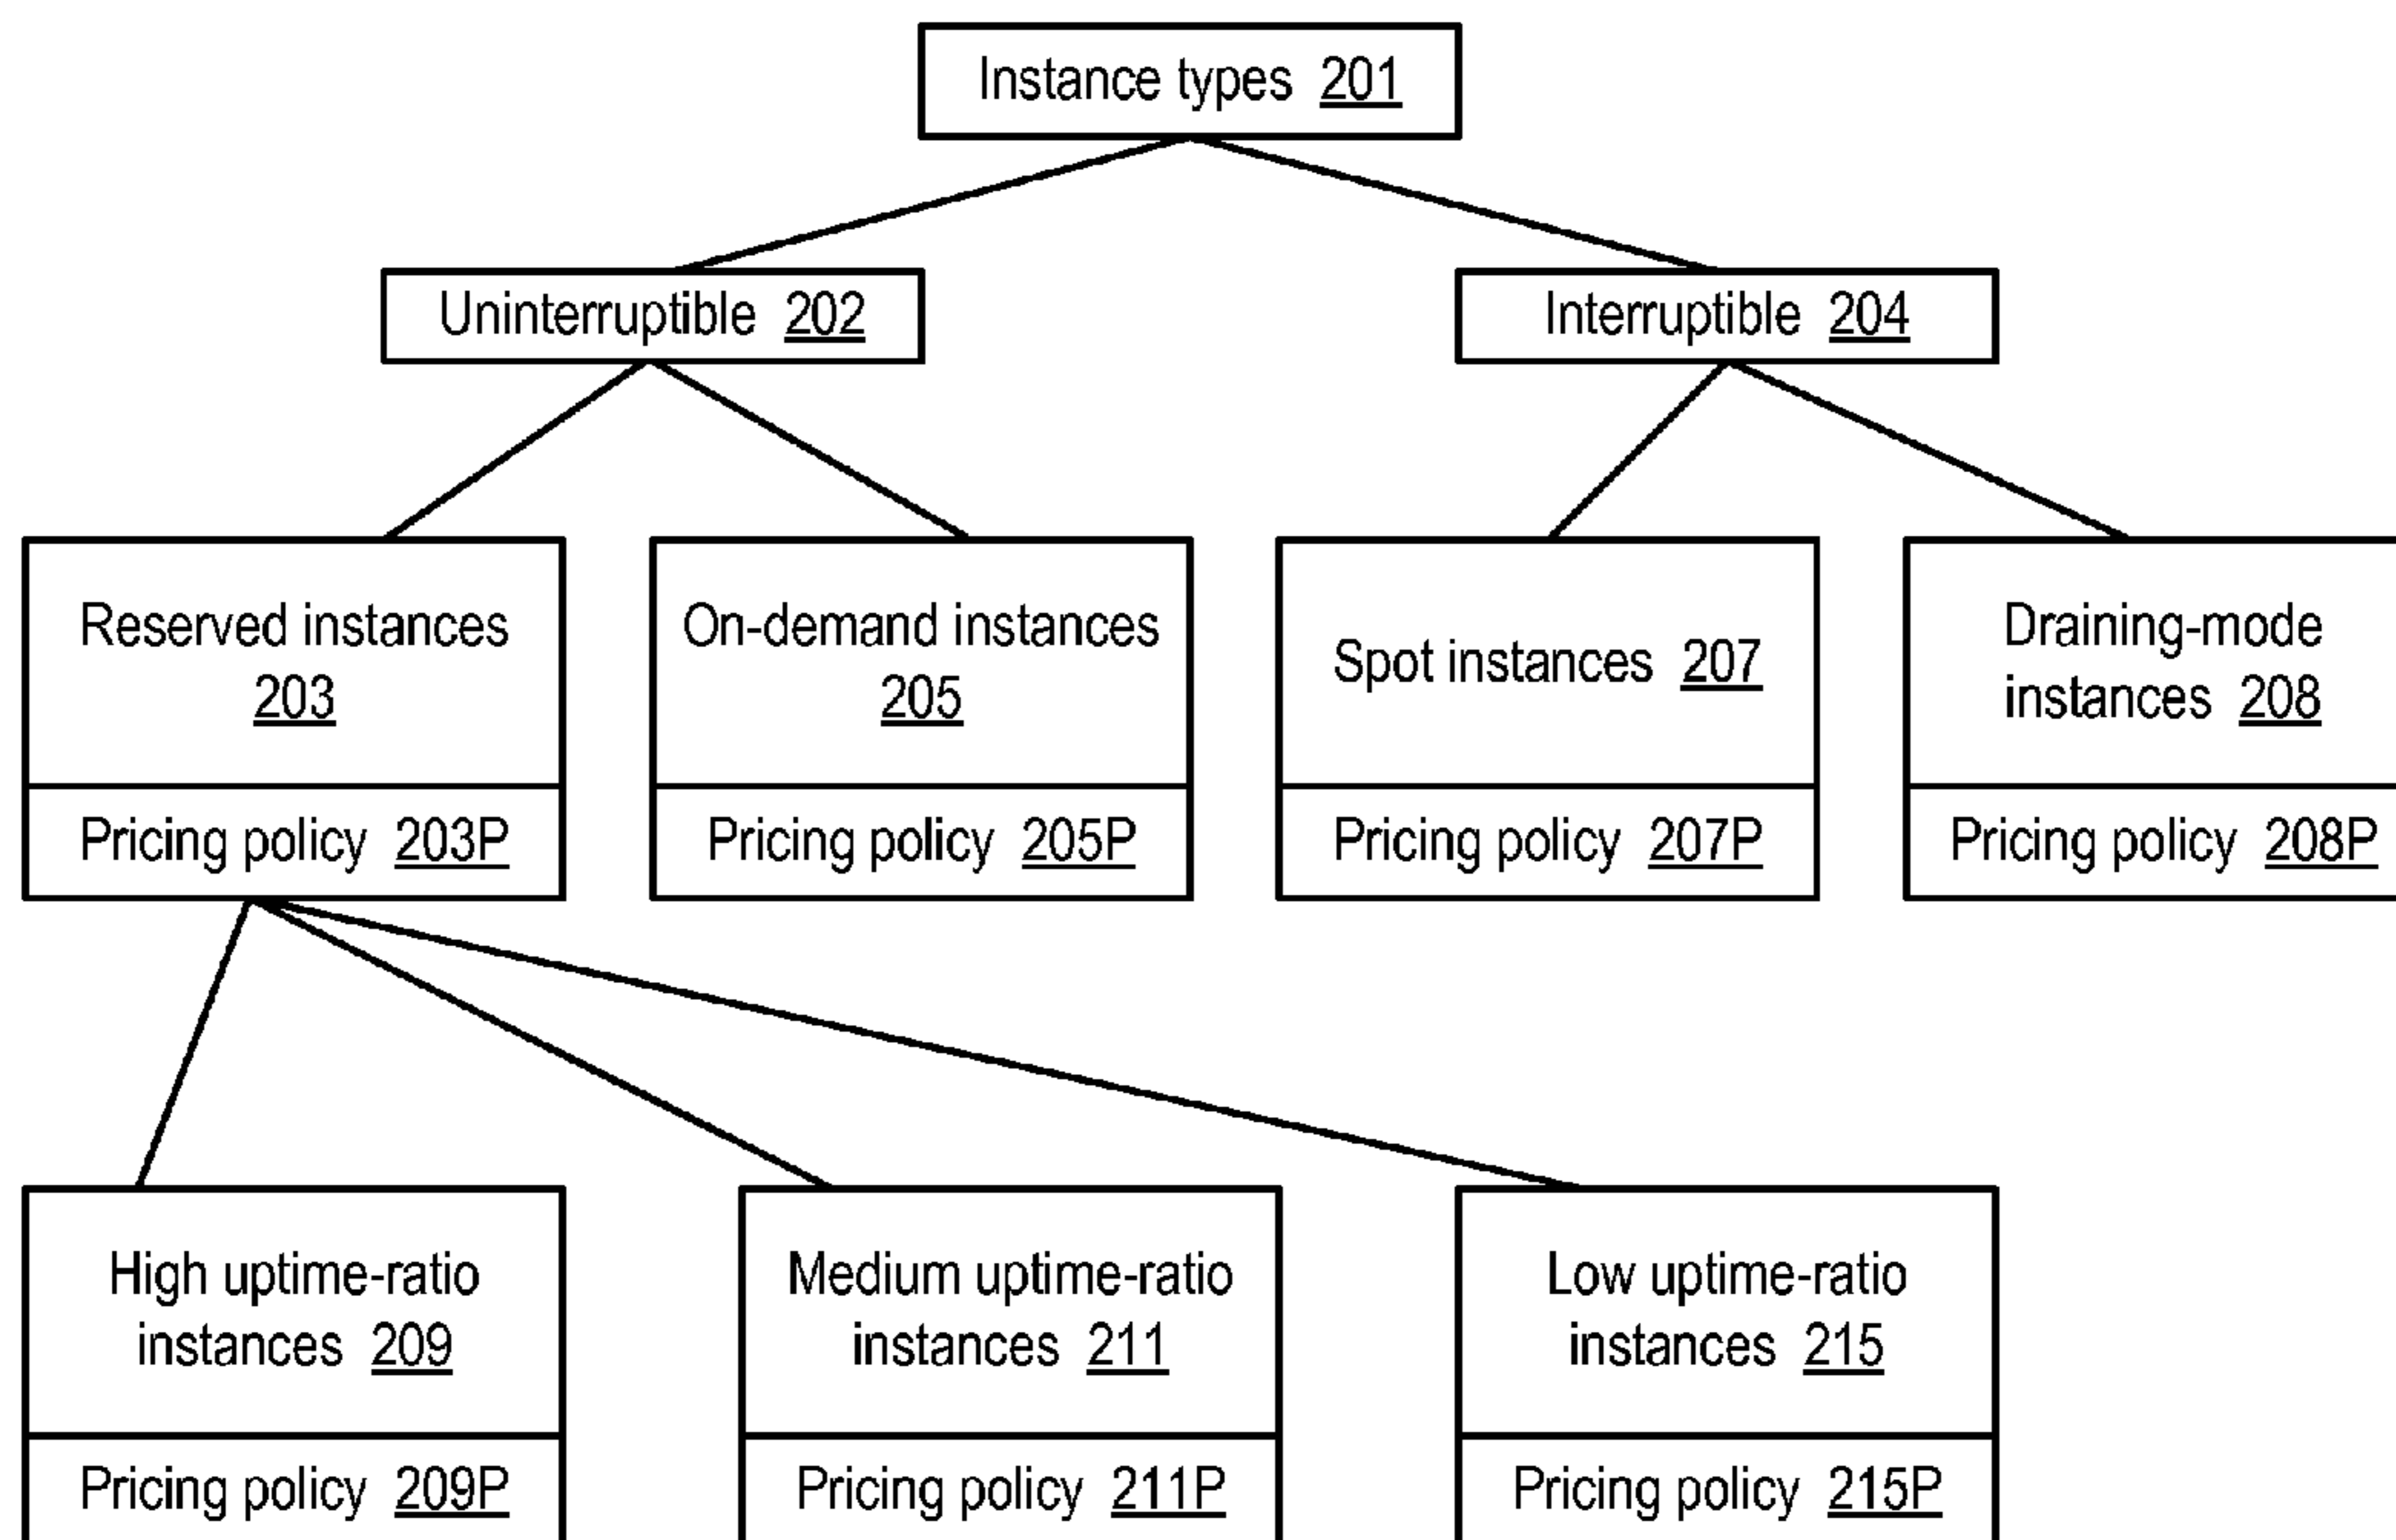 Instance types 201
Uninterruptible 202
Interruptible 204
Reserved instances
203
Pricing policy 203P
On-demand instances
205
Pricing policy 205P
Spot instances 207
Pricing policy 207P
Draining-mode
instances 208
Pricing policy 208P
High uptime-ratio
instances 209
Pricing policy 209P
Medium uptime-ratio
instances 211
Pricing policy 211P
Low uptime-ratio
instances 215
Pricing policy 215P